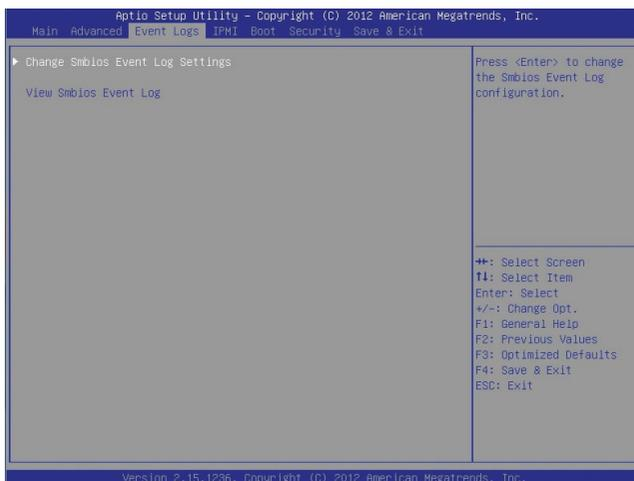 Aptio Setup Utility – Copyright (C) 2012 American Megatrends, Inc.
Main Advanced Event Logs IPMI Boot Security Save & Exit
▶ Change Smbios Event Log Settings
View Smbios Event Log
Press <Enter> to change
the Smbios Event Log
configuration.
→←: Select Screen
↑↓: Select Item
Enter: Select
+/-: Change Opt.
F1: General Help
F2: Previous Values
F3: Optimized Defaults
F4: Save & Exit
ESC: Exit
Version 2.15.1236. Copyright (C) 2012 American Megatrends, Inc.